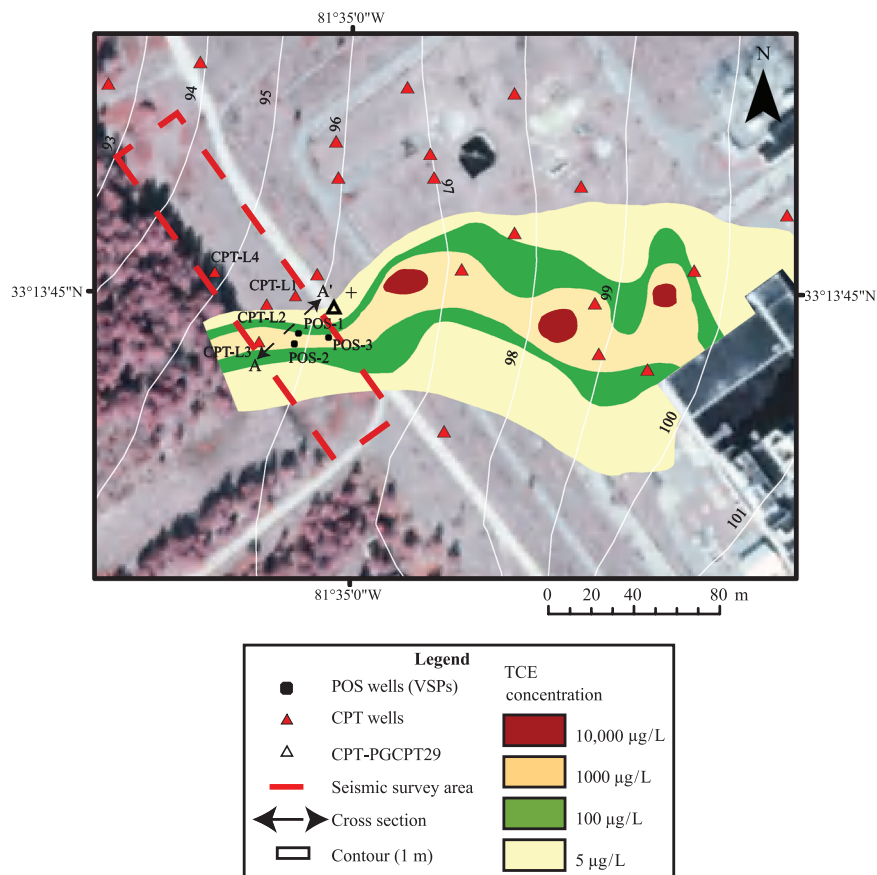 81°35'0"W
N
93
94
95
96
97
33°13'45"N
33°13'45"N
CPT-L4
CPT-L1
A'
+
CPT-L2
POS-1
CPT-L3
POS-2
POS-3
A
98
99
100
101
81°35'0"W
0 20 40 80 m
Legend
POS wells (VSPs)
CPT wells
CPT-PGCPT29
Seismic survey area
Cross section
Contour (1 m)
TCE
concentration
10,000 µg/L
1000 µg/L
100 µg/L
5 µg/L